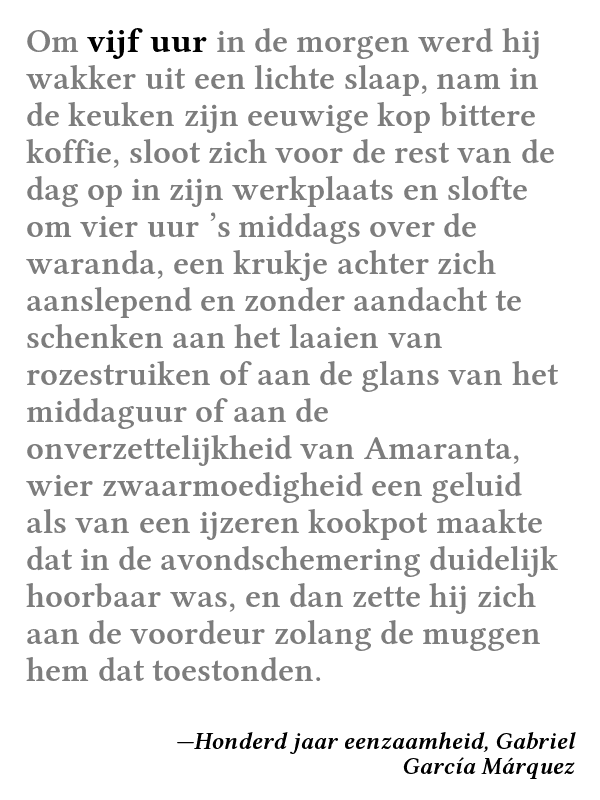 Om vijf uur in de morgen werd hij
wakker uit een lichte slaap, nam in
de keuken zijn eeuwige kop bittere
koffie, sloot zich voor de rest van de
dag op in zijn werkplaats en slofte
om vier uur ’s middags over de
waranda, een krukje achter zich
aanslepend en zonder aandacht te
schenken aan het laaien van
rozestruiken of aan de glans van het
middaguur of aan de
onverzettelijkheid van Amaranta,
wier zwaarmoedigheid een geluid
als van een ijzeren kookpot maakte
dat in de avondschemering duidelijk
hoorbaar was, en dan zette hij zich
aan de voordeur zolang de muggen
hem dat toestonden.
—Honderd jaar eenzaamheid, Gabriel
García Márquez